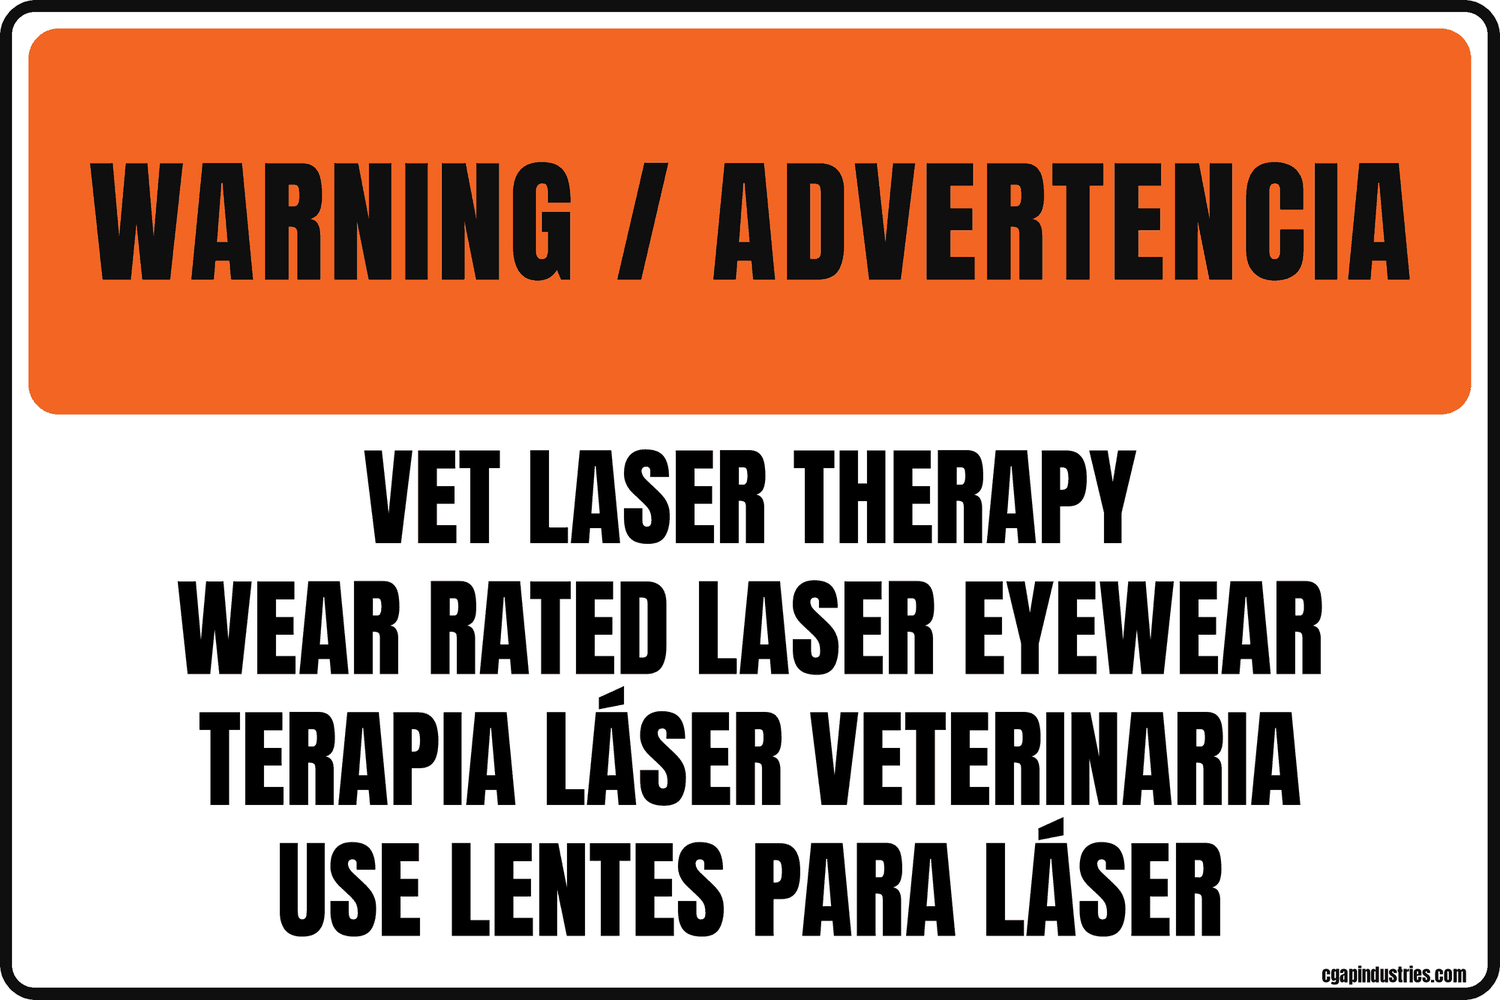 WARNING / ADVERTENCIA
VET LASER THERAPY
WEAR RATED LASER EYEWEAR
TERAPIA LÁSER VETERINARIA
USE LENTES PARA LÁSER
cgapindustries.com